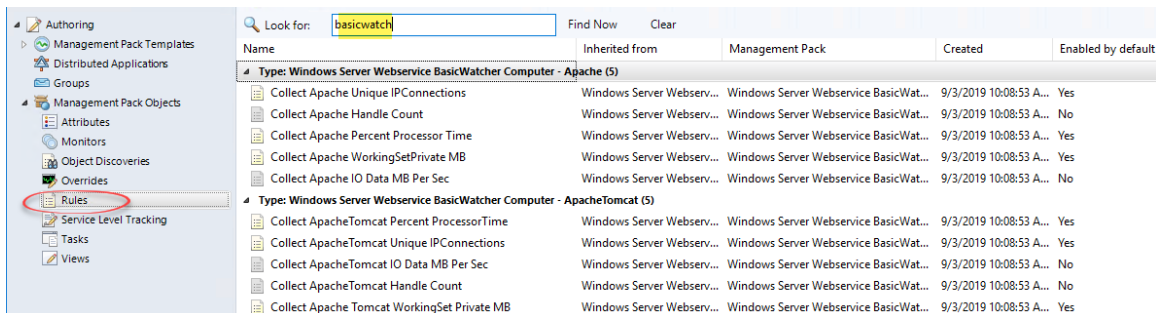 Authoring
Management Pack Templates
Distributed Applications
Groups
Management Pack Objects
Attributes
Monitors
Object Discoveries
Overrides
Rules
Service Level Tracking
Tasks
Views
Look for: basicwatch Find Now Clear
Name Inherited from Management Pack Created Enabled by default
Type: Windows Server Webservice BasicWatcher Computer - Apache (5)
Collect Apache Unique IPConnections Windows Server Webserv... Windows Server Webservice BasicWat... 9/3/2019 10:08:53 A... Yes
Collect Apache Handle Count Windows Server Webserv... Windows Server Webservice BasicWat... 9/3/2019 10:08:53 A... No
Collect Apache Percent Processor Time Windows Server Webserv... Windows Server Webservice BasicWat... 9/3/2019 10:08:53 A... Yes
Collect Apache WorkingSetPrivate MB Windows Server Webserv... Windows Server Webservice BasicWat... 9/3/2019 10:08:53 A... Yes
Collect Apache IO Data MB Per Sec Windows Server Webserv... Windows Server Webservice BasicWat... 9/3/2019 10:08:53 A... No
Type: Windows Server Webservice BasicWatcher Computer - ApacheTomcat (5)
Collect ApacheTomcat Percent ProcessorTime Windows Server Webserv... Windows Server Webservice BasicWat... 9/3/2019 10:08:53 A... Yes
Collect ApacheTomcat Unique IPConnections Windows Server Webserv... Windows Server Webservice BasicWat... 9/3/2019 10:08:53 A... Yes
Collect ApacheTomcat IO Data MB Per Sec Windows Server Webserv... Windows Server Webservice BasicWat... 9/3/2019 10:08:53 A... No
Collect ApacheTomcat Handle Count Windows Server Webserv... Windows Server Webservice BasicWat... 9/3/2019 10:08:53 A... No
Collect Apache Tomcat WorkingSet Private MB Windows Server Webserv... Windows Server Webservice BasicWat... 9/3/2019 10:08:53 A... Yes